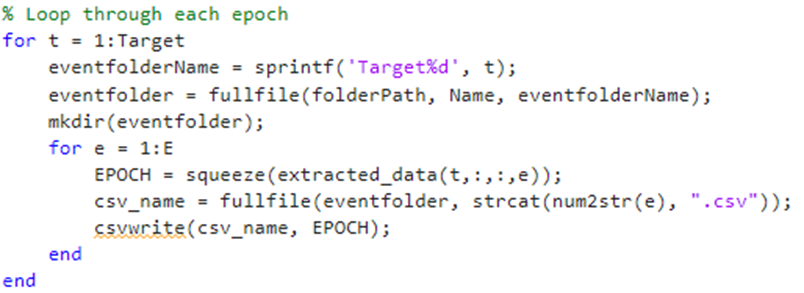 % Loop through each epoch
for t = 1:Target
    eventfolderName = sprintf('Target%d', t);
    eventfolder = fullfile(folderPath, Name, eventfolderName);
    mkdir(eventfolder);
    for e = 1:E
        EPOCH = squeeze(extracted_data(t,:,:,e));
        csv_name = fullfile(eventfolder, strcat(num2str(e), ".csv"));
        csvwrite(csv_name, EPOCH);
    end
end